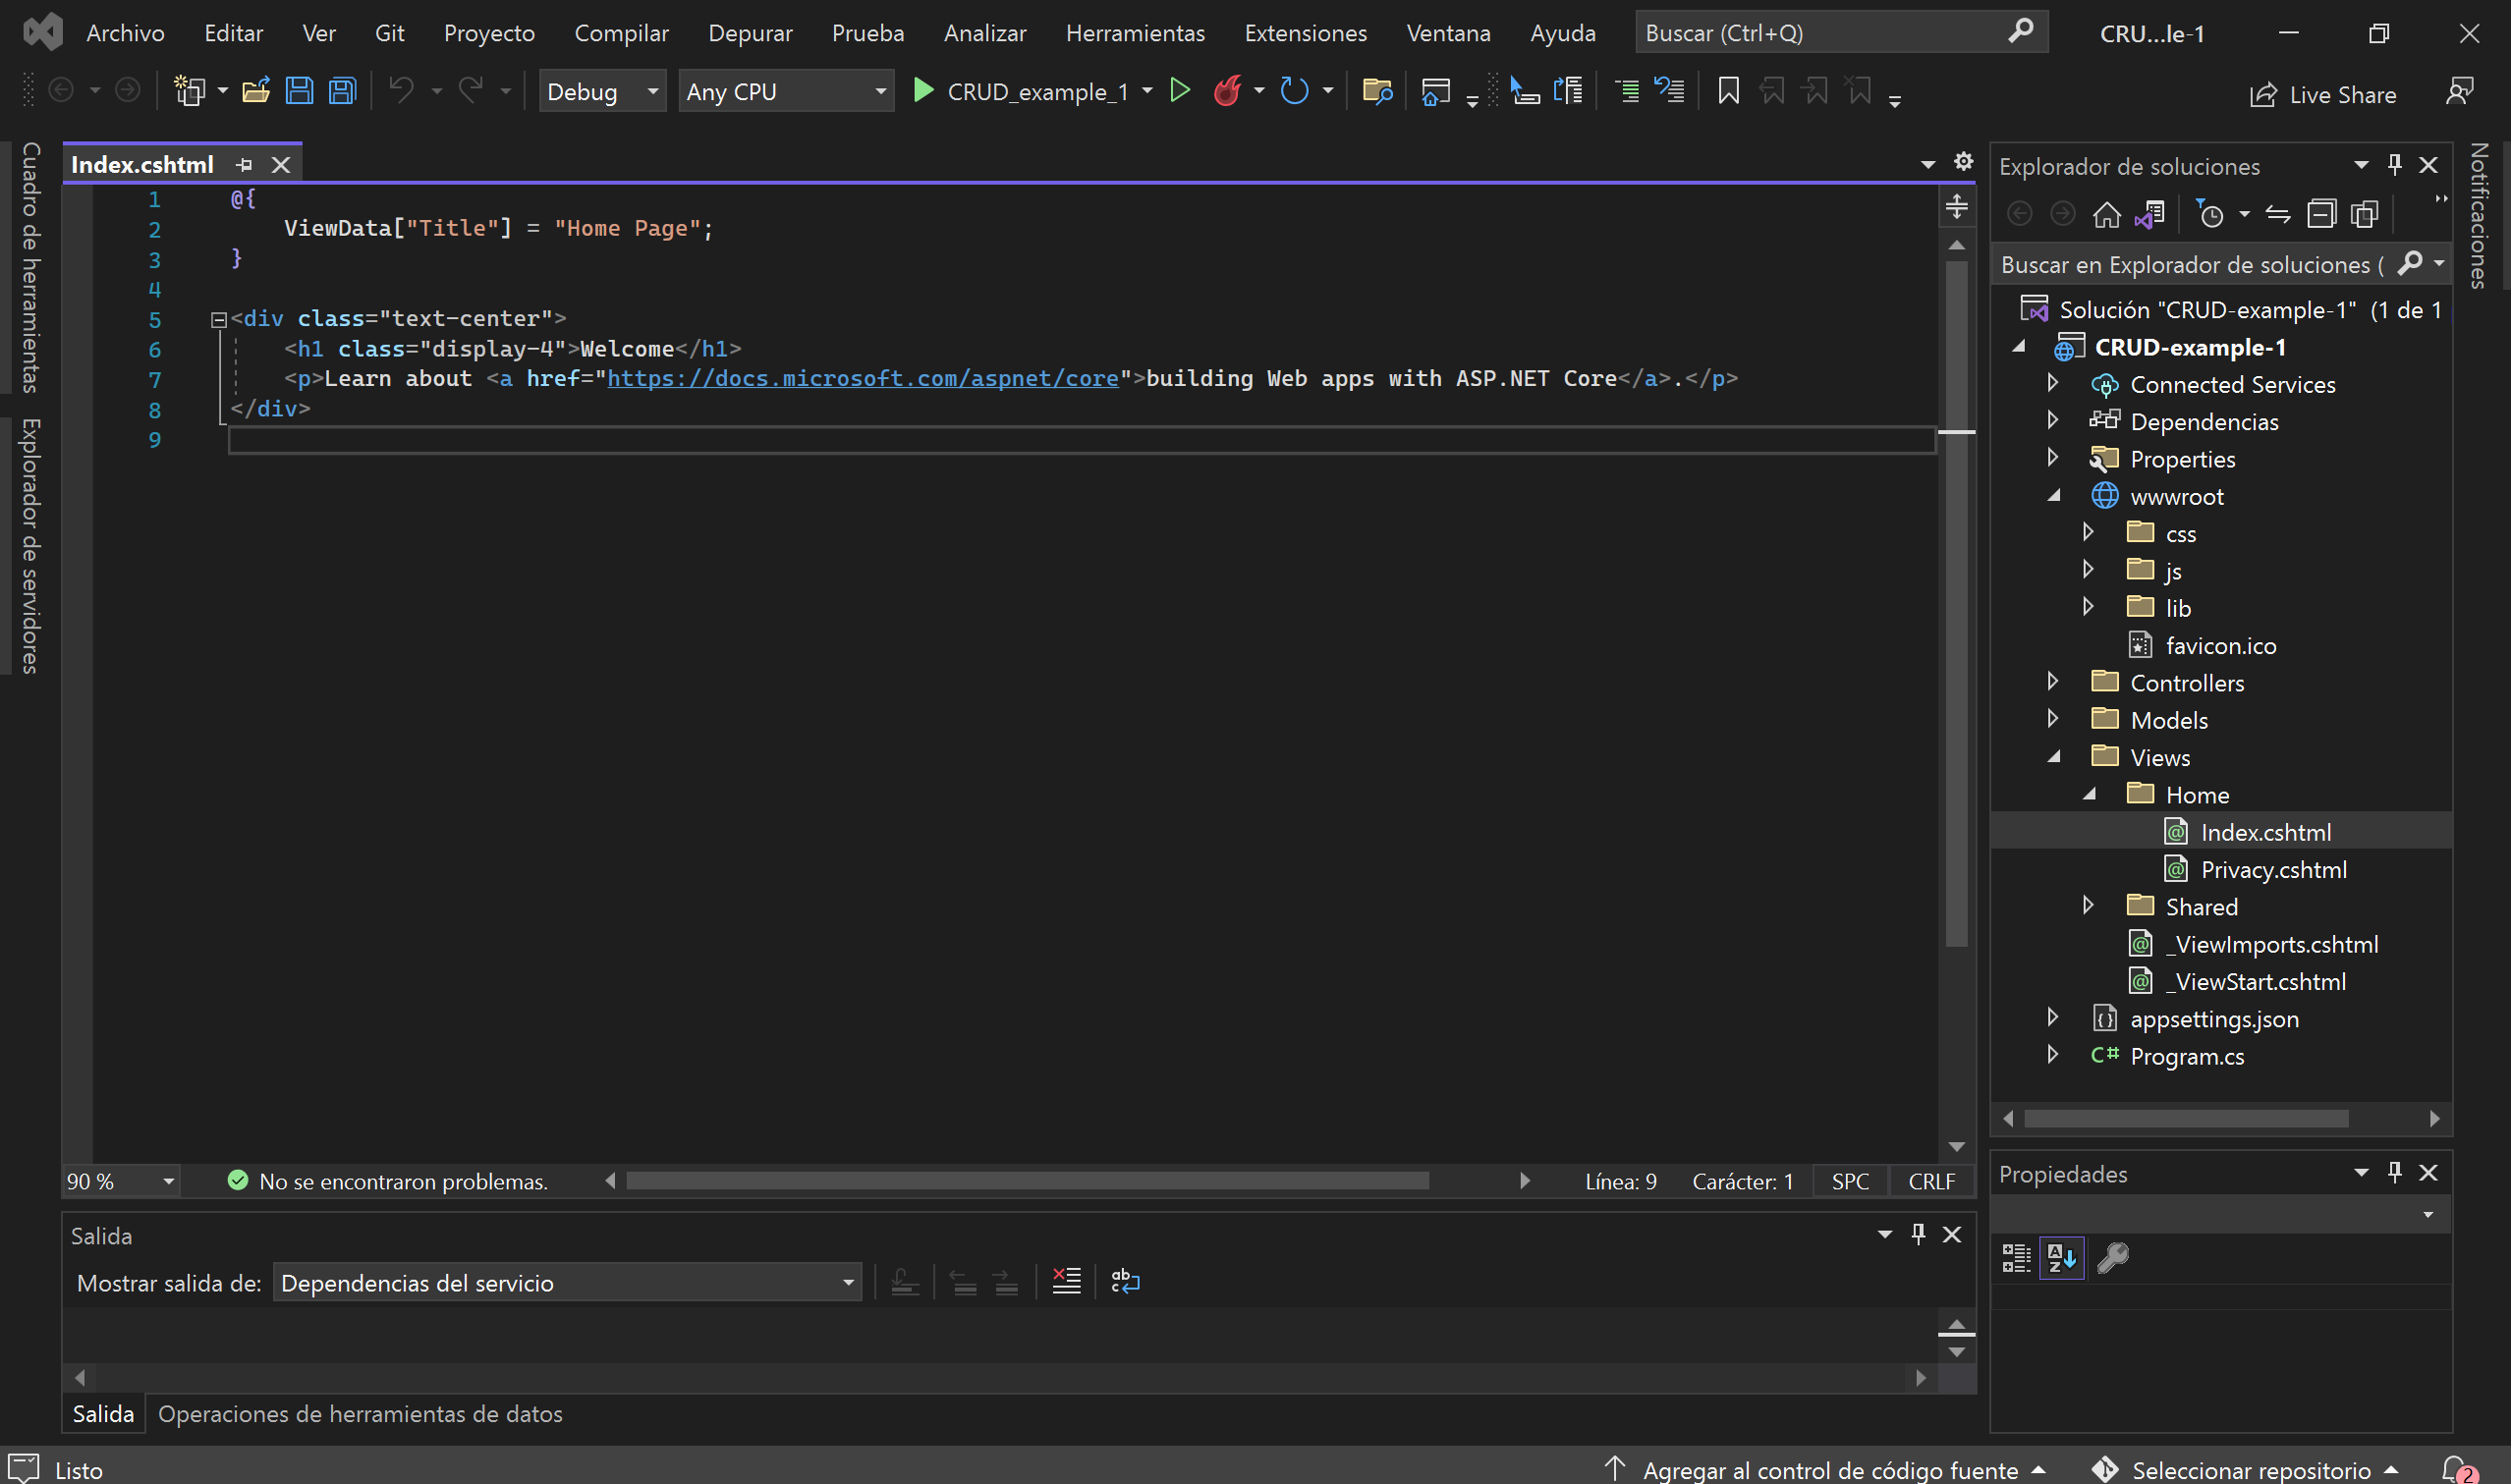 Archivo Editar Ver Git Proyecto Compilar Depurar Prueba Analizar Herramientas Extensiones Ventana Ayuda Buscar (Ctrl+Q) CRU...le-1
Debug Any CPU CRUD_example_1 Live Share
Cuadro de herramientas
Explorador de servidores
Index.cshtml
1 @{
2 ViewData["Title"] = "Home Page";
3 }
4
5 <div class="text-center">
6 <h1 class="display-4">Welcome</h1>
7 <p>Learn about <a href="https://docs.microsoft.com/aspnet/core">building Web apps with ASP.NET Core</a>.</p>
8 </div>
9
90 % No se encontraron problemas. Línea: 9 Carácter: 1 SPC CRLF
Salida
Mostrar salida de: Dependencias del servicio
Salida Operaciones de herramientas de datos
Explorador de soluciones
Buscar en Explorador de soluciones (
Solución "CRUD-example-1" (1 de 1
CRUD-example-1
Connected Services
Dependencias
Properties
wwwroot
css
js
lib
favicon.ico
Controllers
Models
Views
Home
Index.cshtml
Privacy.cshtml
Shared
_ViewImports.cshtml
_ViewStart.cshtml
appsettings.json
C# Program.cs
Propiedades
Notificaciones
Listo Agregar al control de código fuente Seleccionar repositorio 2